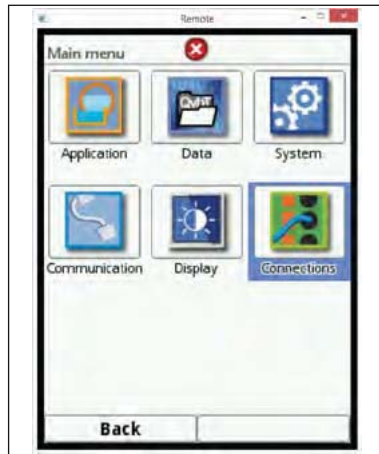 Remote
Main menu
Application
Data
System
Communication
Display
Connections
Back